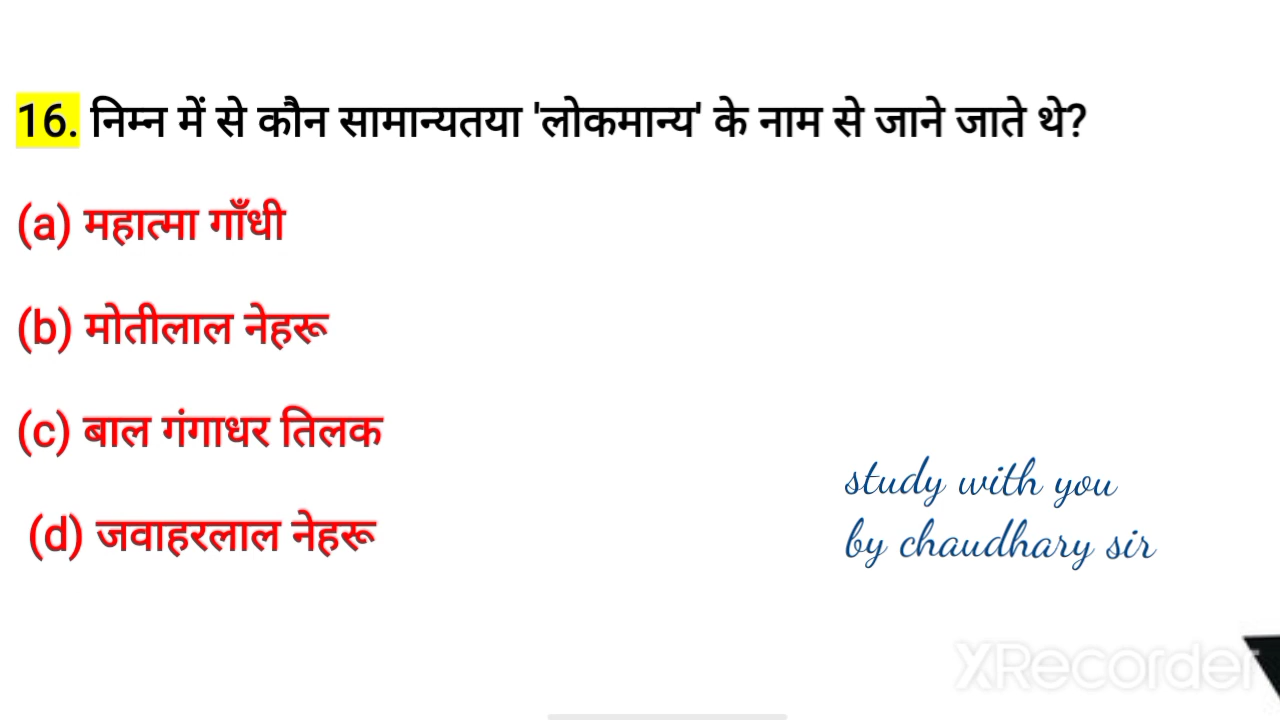 16. निम्न में से कौन सामान्यतया 'लोकमान्य' के नाम से जाने जाते थे?
(a) महात्मा गाँधी
(b) मोतीलाल नेहरू
(c) बाल गंगाधर तिलक
(d) जवाहरलाल नेहरू
study with you
by chaudhary sir
XRecorder